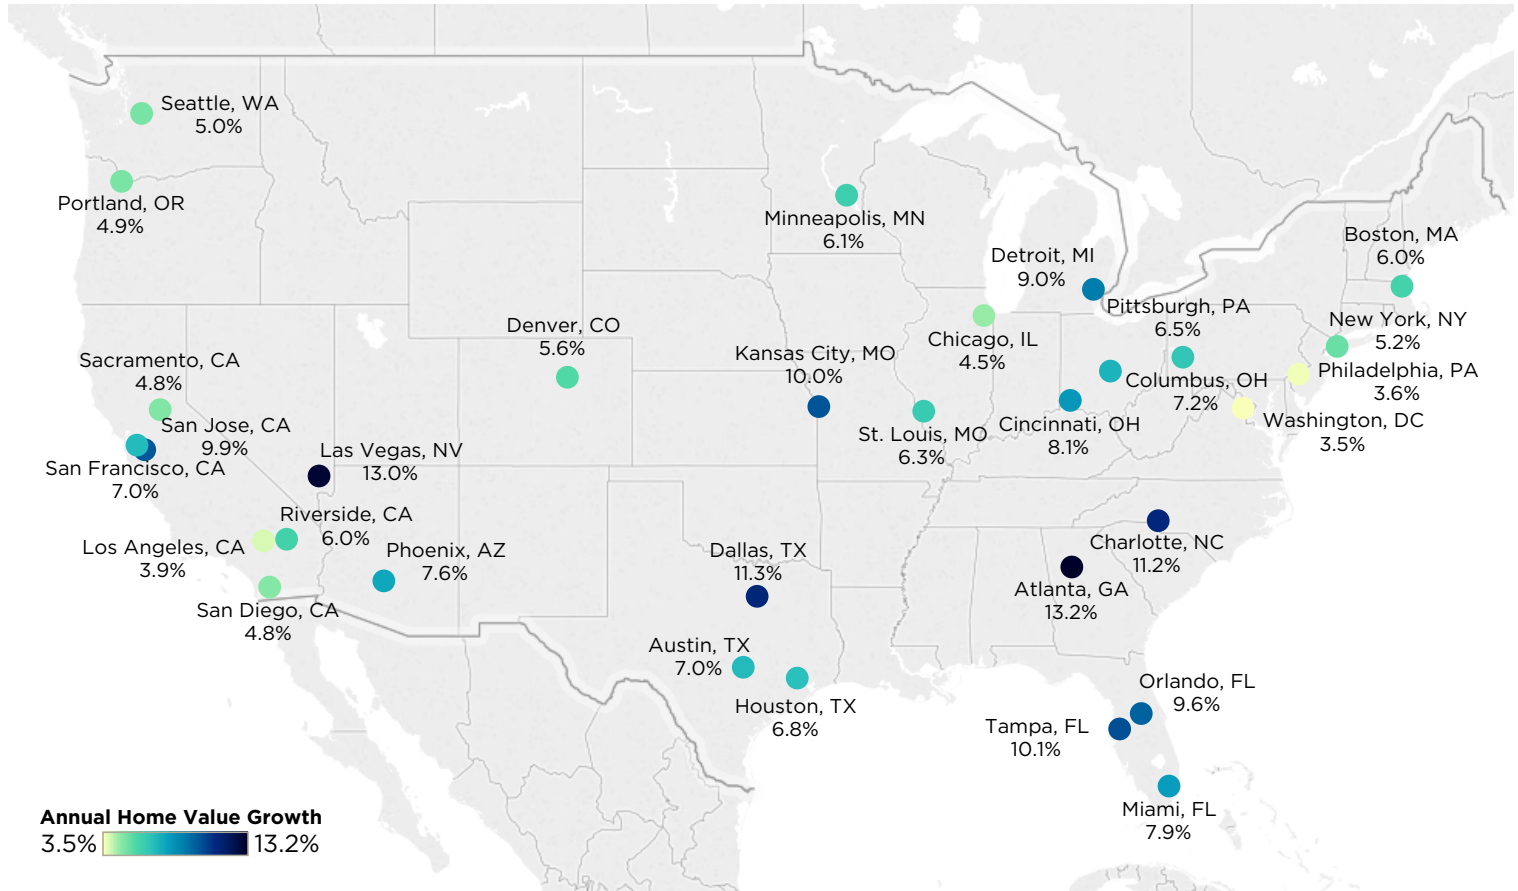 Seattle, WA
5.0%
Portland, OR
4.9%
Minneapolis, MN
6.1%
Boston, MA
6.0%
Detroit, MI
9.0%
Pittsburgh, PA
6.5%
New York, NY
5.2%
Denver, CO
5.6%
Chicago, IL
4.5%
Kansas City, MO
10.0%
Sacramento, CA
4.8%
Philadelphia, PA
3.6%
Columbus, OH
7.2%
Washington, DC
3.5%
San Jose, CA
9.9%
St. Louis, MO
6.3%
Cincinnati, OH
8.1%
Las Vegas, NV
13.0%
San Francisco, CA
7.0%
Riverside, CA
6.0%
Los Angeles, CA
3.9%
Phoenix, AZ
7.6%
Dallas, TX
11.3%
Charlotte, NC
11.2%
Atlanta, GA
13.2%
San Diego, CA
4.8%
Austin, TX
7.0%
Houston, TX
6.8%
Orlando, FL
9.6%
Tampa, FL
10.1%
Miami, FL
7.9%
Annual Home Value Growth
3.5% 13.2%